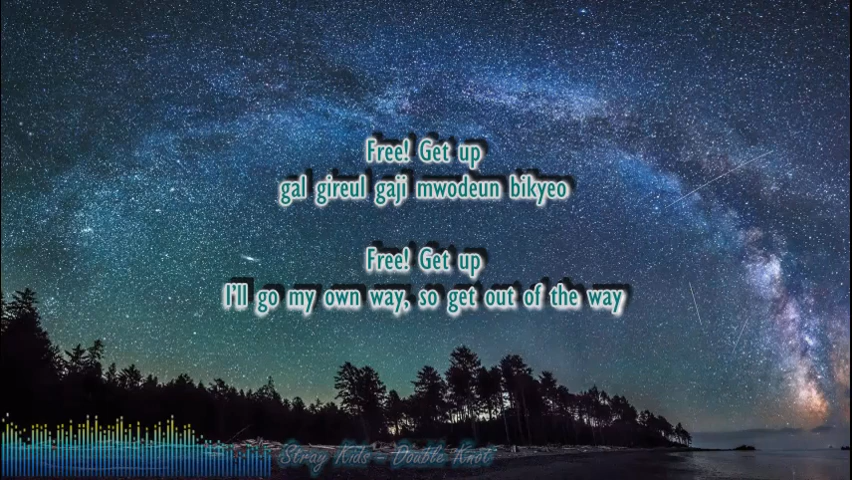 Free! Get up
gal gireul gaji mwodeun bikyeo
Free! Get up
I'll go my own way, so get out of the way
Stray Kids - Double Knot